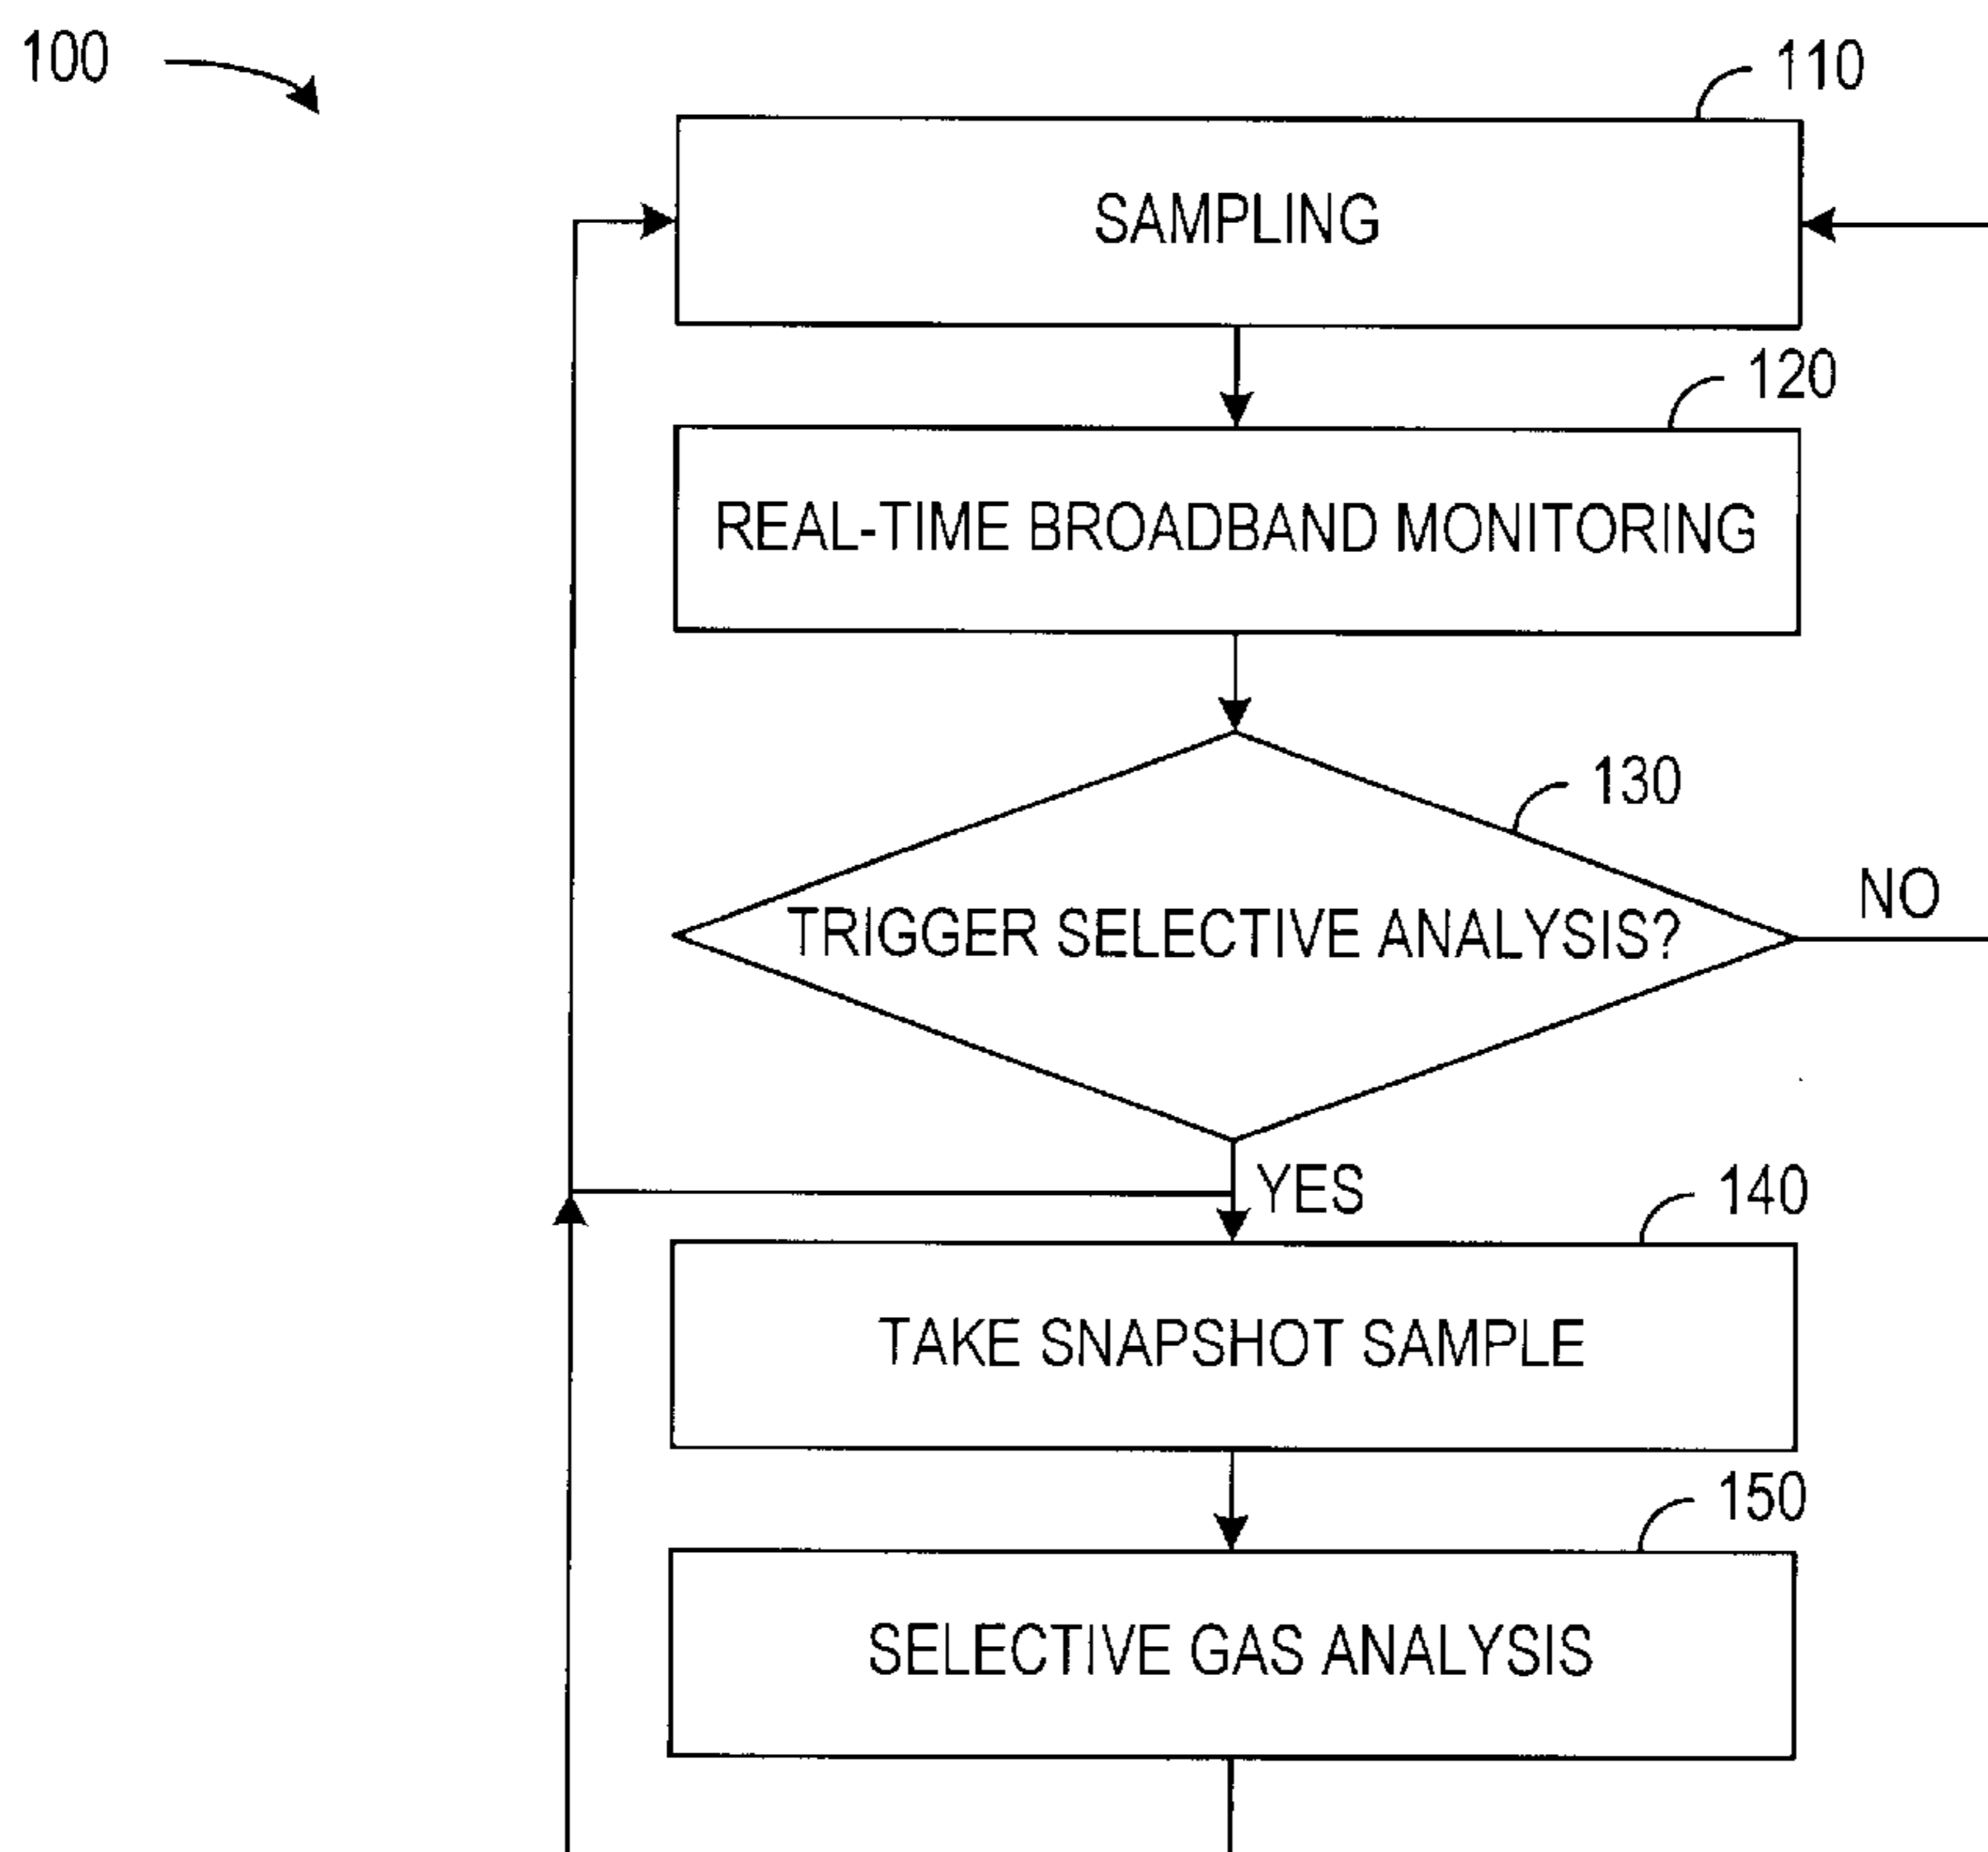 100
110
SAMPLING
120
REAL-TIME BROADBAND MONITORING
130
TRIGGER SELECTIVE ANALYSIS?
NO
YES
140
TAKE SNAPSHOT SAMPLE
150
SELECTIVE GAS ANALYSIS